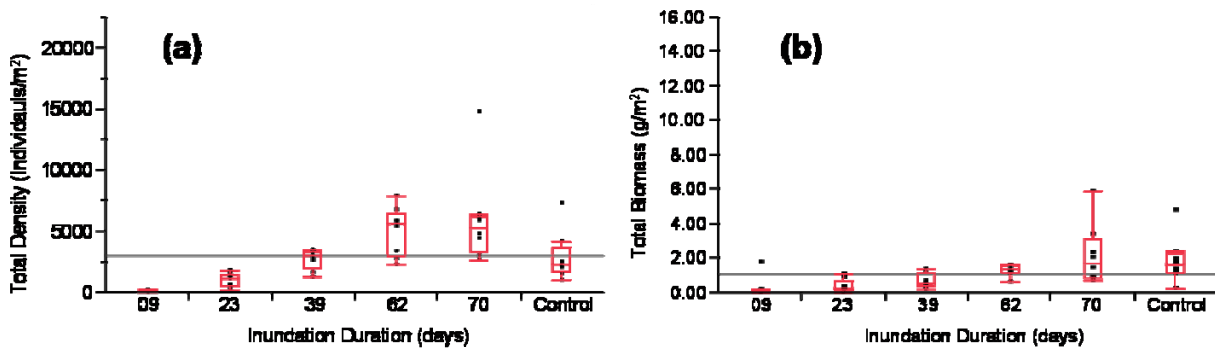 (a)
Total Density (Individauls/m²)
20000
15000
10000
5000
0
09 23 39 62 70 Control
Inundation Duration (days)
(b)
Total Biomass (g/m²)
16.00
14.00
12.00
10.00
8.00
6.00
4.00
2.00
0.00
09 23 39 62 70 Control
Inundation Duration (days)